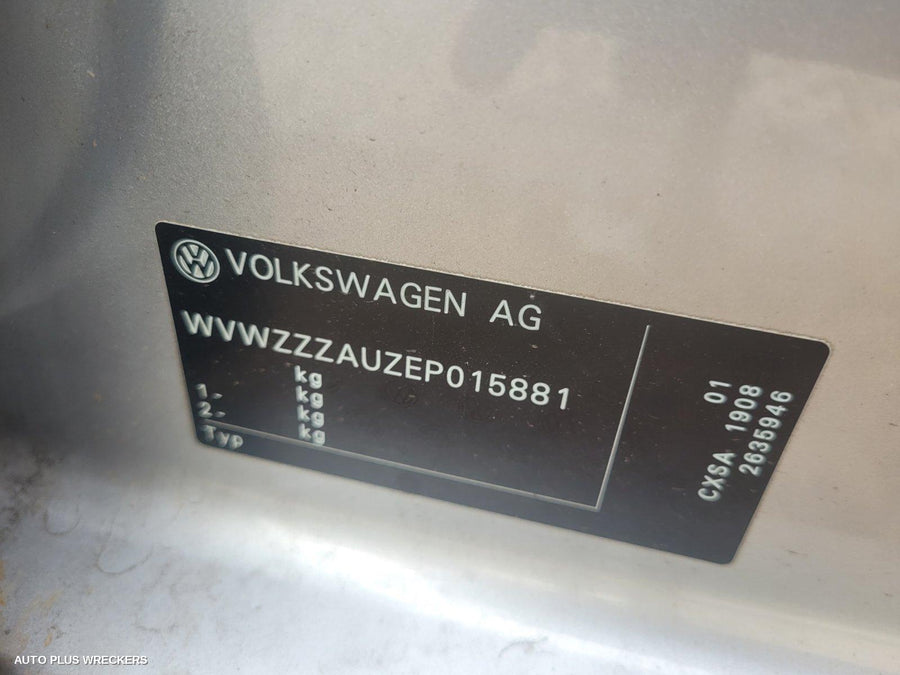 VOLKSWAGEN AG
WVWZZZAUZEP015881
kg
kg
1.-
kg
2.-
kg
Typ
01
CXSA 1908
2635946
AUTO PLUS WRECKERS